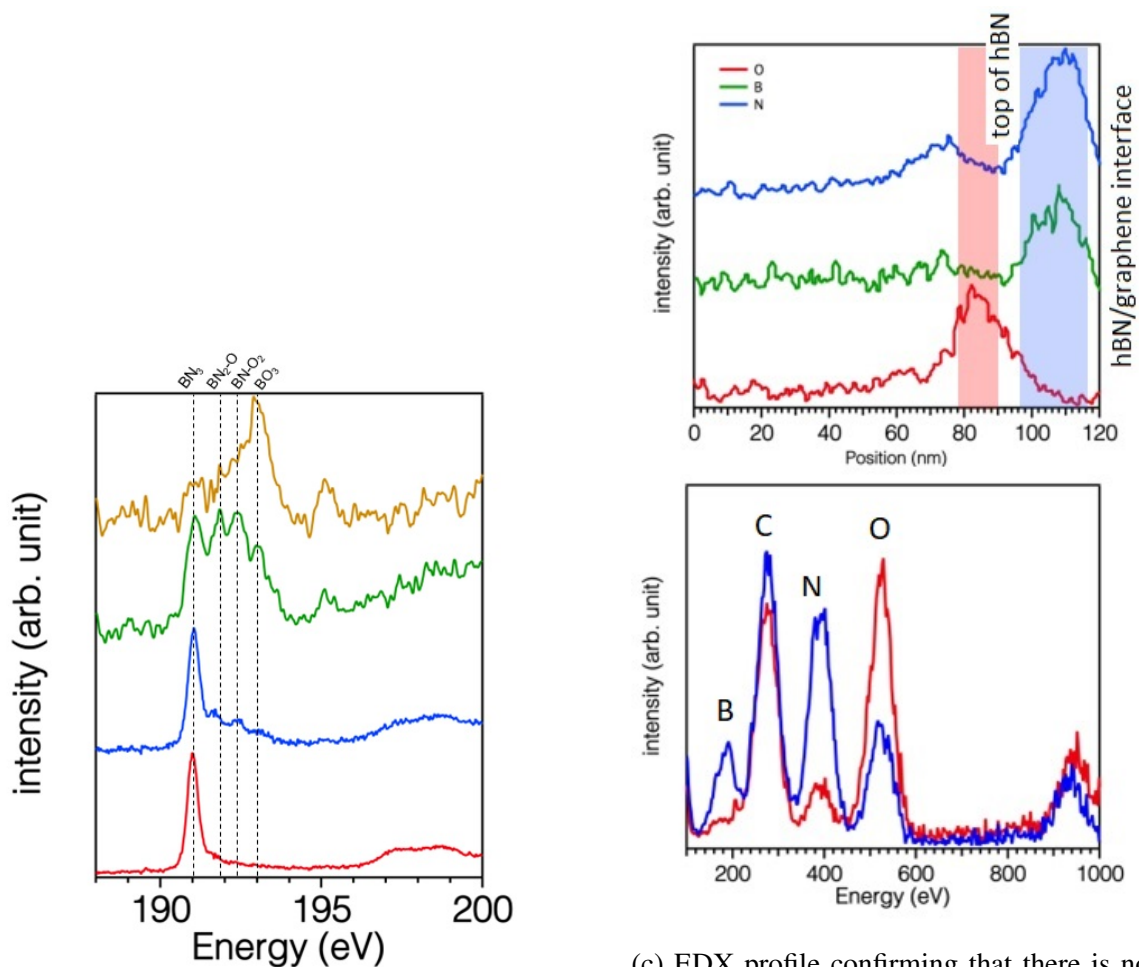 BN₃
BN₂-O
BN-O₂
BO₃
intensity (arb. unit)
190 195 200
Energy (eV)
O
B
N
top of hBN
hBN/graphene interface
intensity (arb. unit)
0 20 40 60 80 100 120
Position (nm)
C
O
N
B
intensity (arb. unit)
200 400 600 800 1000
Energy (eV)
(c) EDX profile confirming that there is no